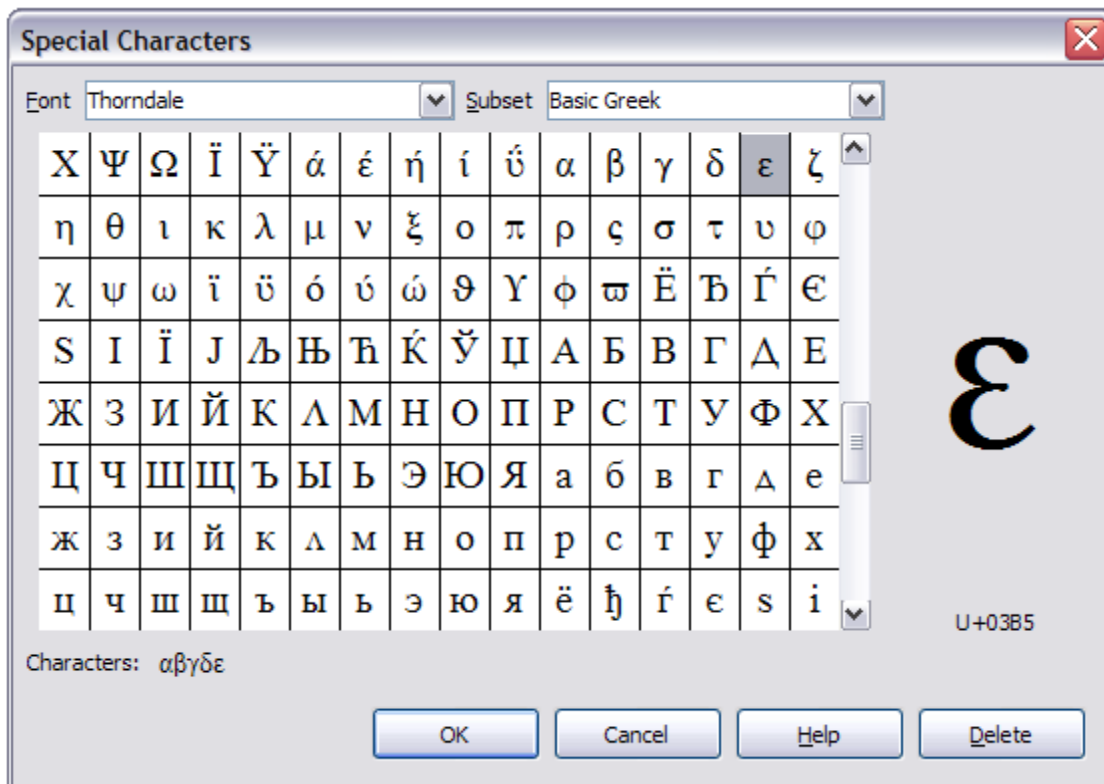 Special Characters
Font Thorndale Subset Basic Greek
Χ Ψ Ω Ϊ Ϋ ά έ ή ί ΰ α β γ δ ε ζ
η θ ι κ λ μ ν ξ ο π ρ ς σ τ υ φ
χ ψ ω ϊ ϋ ό ύ ώ ϑ ϒ ϕ ϖ Ё Ђ Ѓ Є
Ѕ І Ї Ј Љ Њ Ћ Ќ Ў Џ А Б В Г Д Е
Ж З И Й К Л М Н О П Р С Т У Ф Х
Ц Ч Ш Щ Ъ Ы Ь Э Ю Я а б в г д е
ж з и й к л м н о п р с т у ф х
ц ч ш щ ъ ы ь э ю я ё ђ ѓ є ѕ і
ε
U+03B5
Characters: αβγδε
OK Cancel Help Delete